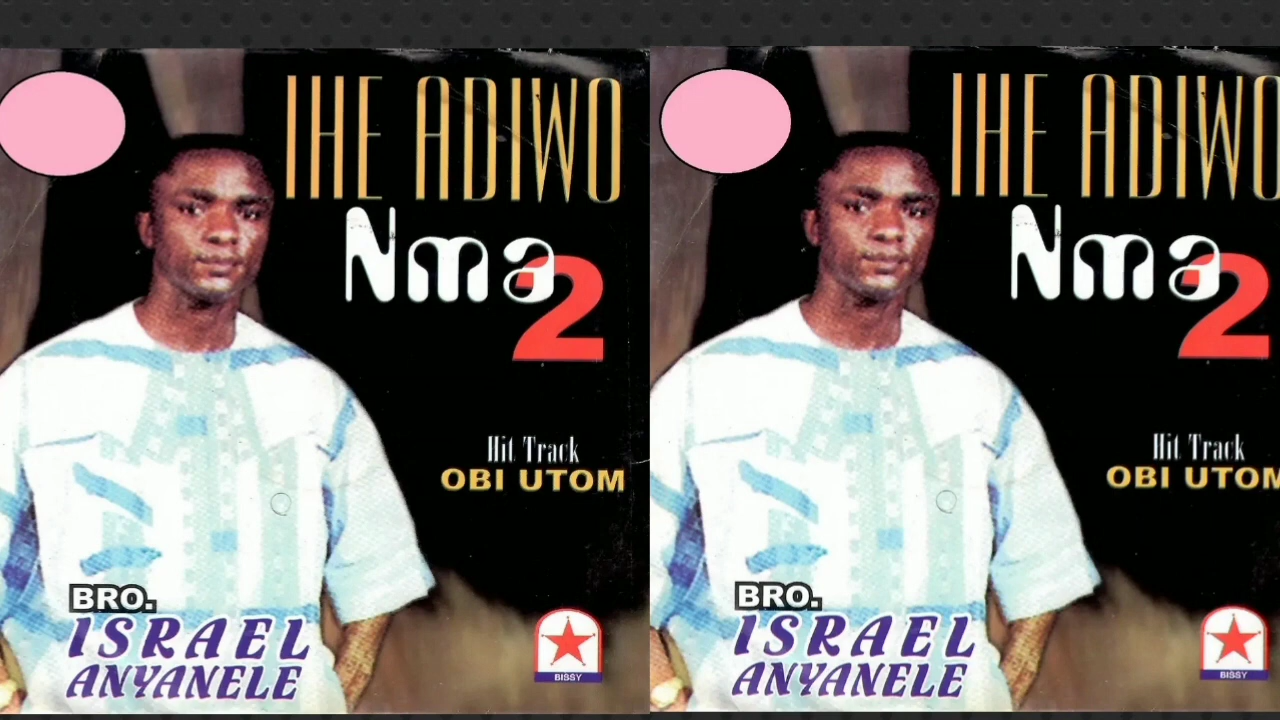 IHE ADIWO
Nma
2
Hit Track
OBI UTOM
BRO.
ISRAEL
ANYANELE
BISSY
IHE ADIWO
Nma
2
Hit Track
OBI UTOM
BRO.
ISRAEL
ANYANELE
BISSY